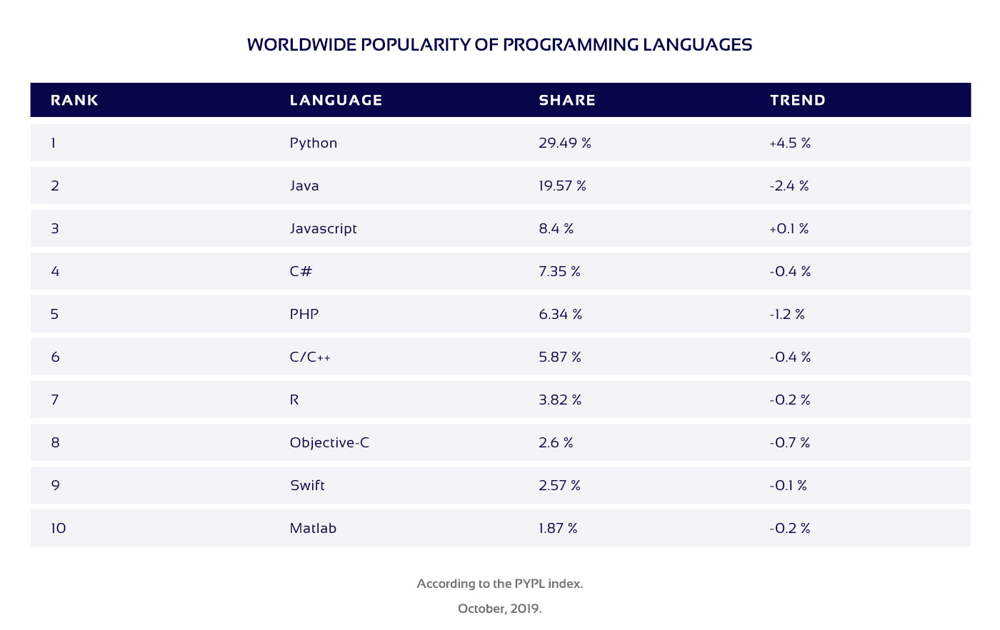 WORLDWIDE POPULARITY OF PROGRAMMING LANGUAGES
RANK LANGUAGE SHARE TREND
1 Python 29.49 % +4.5 %
2 Java 19.57 % -2.4 %
3 Javascript 8.4 % +0.1 %
4 C# 7.35 % -0.4 %
5 PHP 6.34 % -1.2 %
6 C/C++ 5.87 % -0.4 %
7 R 3.82 % -0.2 %
8 Objective-C 2.6 % -0.7 %
9 Swift 2.57 % -0.1 %
10 Matlab 1.87 % -0.2 %
According to the PYPL index.
October, 2019.